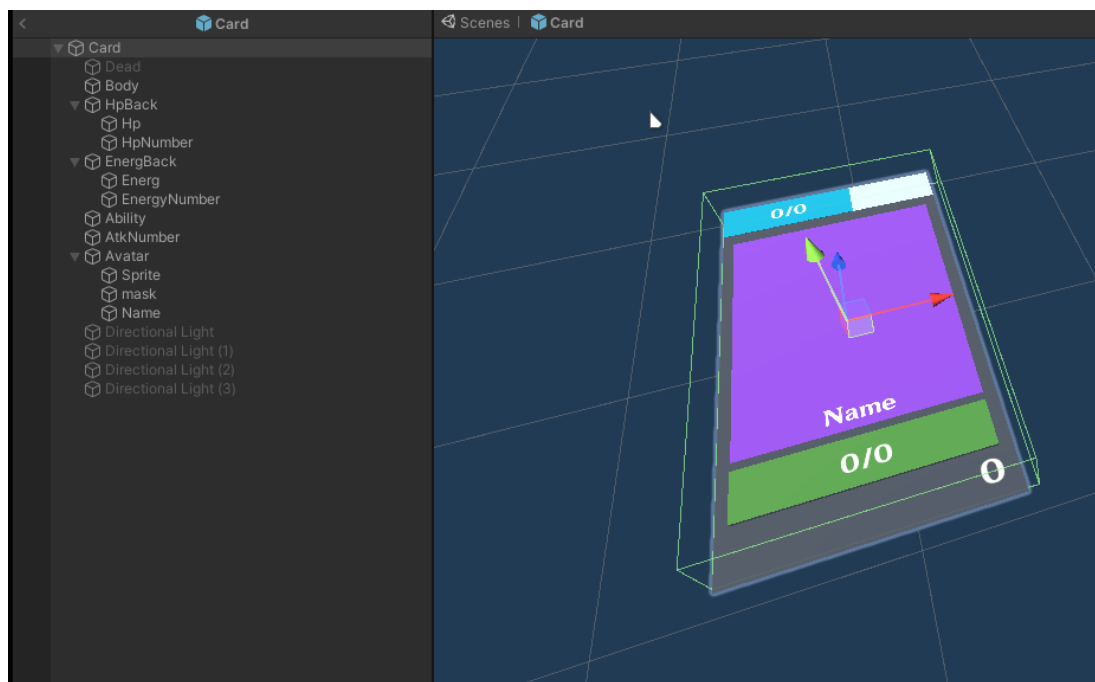 Card
Scenes | Card
Card
Dead
Body
HpBack
Hp
HpNumber
EnergBack
Energ
EnergyNumber
Ability
AtkNumber
Avatar
Sprite
mask
Name
Directional Light
Directional Light (1)
Directional Light (2)
Directional Light (3)
0/0
Name
0/0
0